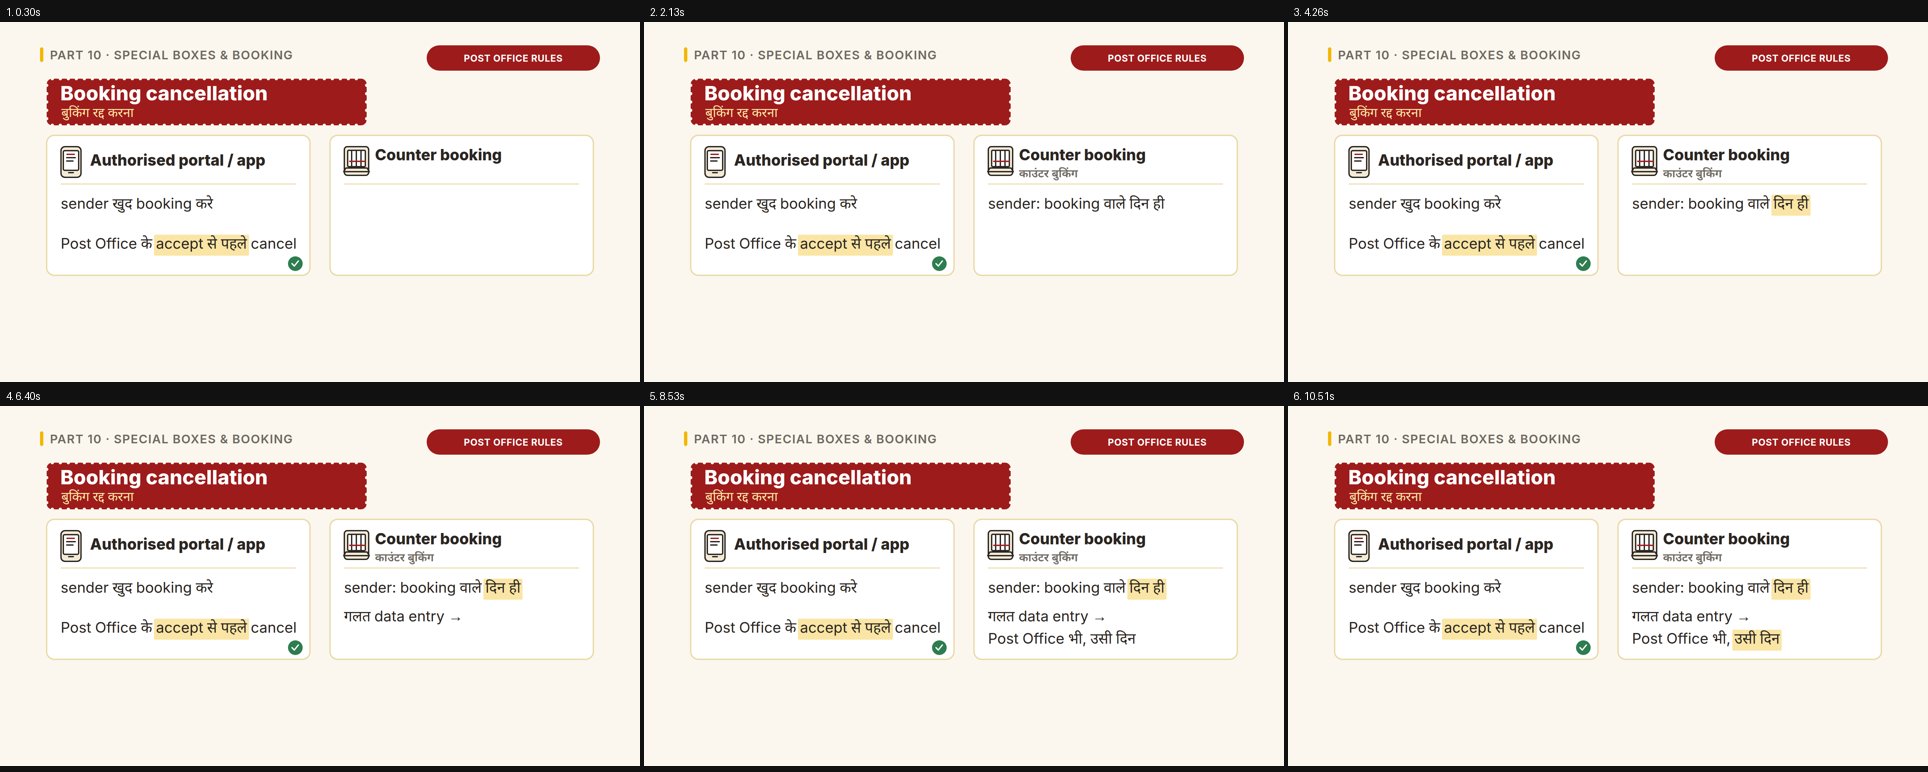 1. 0.30s
PART 10 · SPECIAL BOXES & BOOKING
POST OFFICE RULES
Booking cancellation
बुकिंग रद्द करना
Authorised portal / app
sender खुद booking करे
Post Office के accept से पहले cancel
Counter booking
2. 2.13s
PART 10 · SPECIAL BOXES & BOOKING
POST OFFICE RULES
Booking cancellation
बुकिंग रद्द करना
Authorised portal / app
sender खुद booking करे
Post Office के accept से पहले cancel
Counter booking
काउंटर बुकिंग
sender: booking वाले दिन ही
3. 4.26s
PART 10 · SPECIAL BOXES & BOOKING
POST OFFICE RULES
Booking cancellation
बुकिंग रद्द करना
Authorised portal / app
sender खुद booking करे
Post Office के accept से पहले cancel
Counter booking
काउंटर बुकिंग
sender: booking वाले दिन ही
4. 6.40s
PART 10 · SPECIAL BOXES & BOOKING
POST OFFICE RULES
Booking cancellation
बुकिंग रद्द करना
Authorised portal / app
sender खुद booking करे
Post Office के accept से पहले cancel
Counter booking
काउंटर बुकिंग
sender: booking वाले दिन ही
गलत data entry →
5. 8.53s
PART 10 · SPECIAL BOXES & BOOKING
POST OFFICE RULES
Booking cancellation
बुकिंग रद्द करना
Authorised portal / app
sender खुद booking करे
Post Office के accept से पहले cancel
Counter booking
काउंटर बुकिंग
sender: booking वाले दिन ही
गलत data entry →
Post Office भी, उसी दिन
6. 10.51s
PART 10 · SPECIAL BOXES & BOOKING
POST OFFICE RULES
Booking cancellation
बुकिंग रद्द करना
Authorised portal / app
sender खुद booking करे
Post Office के accept से पहले cancel
Counter booking
काउंटर बुकिंग
sender: booking वाले दिन ही
गलत data entry →
Post Office भी, उसी दिन